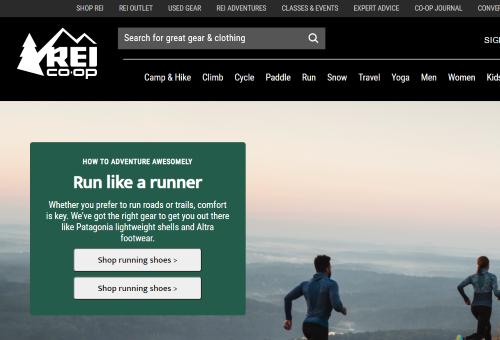 SHOP REI REI OUTLET USED GEAR REI ADVENTURES CLASSES & EVENTS EXPERT ADVICE CO-OP JOURNAL CONVER
REI
CO·OP
Search for great gear & clothing
SIG
Camp & Hike Climb Cycle Paddle Run Snow Travel Yoga Men Women Kids
HOW TO ADVENTURE AWESOMELY
Run like a runner
Whether you prefer to run roads or trails, comfort
is key. We've got the right gear to get you out there
like Patagonia lightweight shells and Altra
footwear.
Shop running shoes >
Shop running shoes >